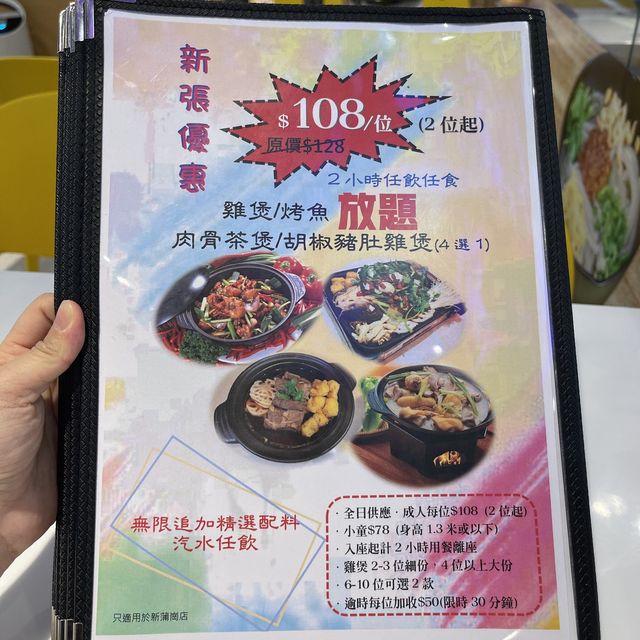 新張優惠
$108/位 (2 位起)
原價$128
2小時任飲任食
雞煲/烤魚 放題
肉骨茶煲/胡椒豬肚雞煲(4 選 1)
無限追加精選配料
汽水任飲
· 全日供應 · 成人每位$108 (2 位起)
· 小童$78 (身高 1.3 米或以下)
· 入座起計 2 小時用餐離座
· 雞煲 2-3 位細份，4 位以上大份
· 6-10 位可選 2 款
· 逾時每位加收$50(限時 30 分鐘)
只適用於新蒲崗店